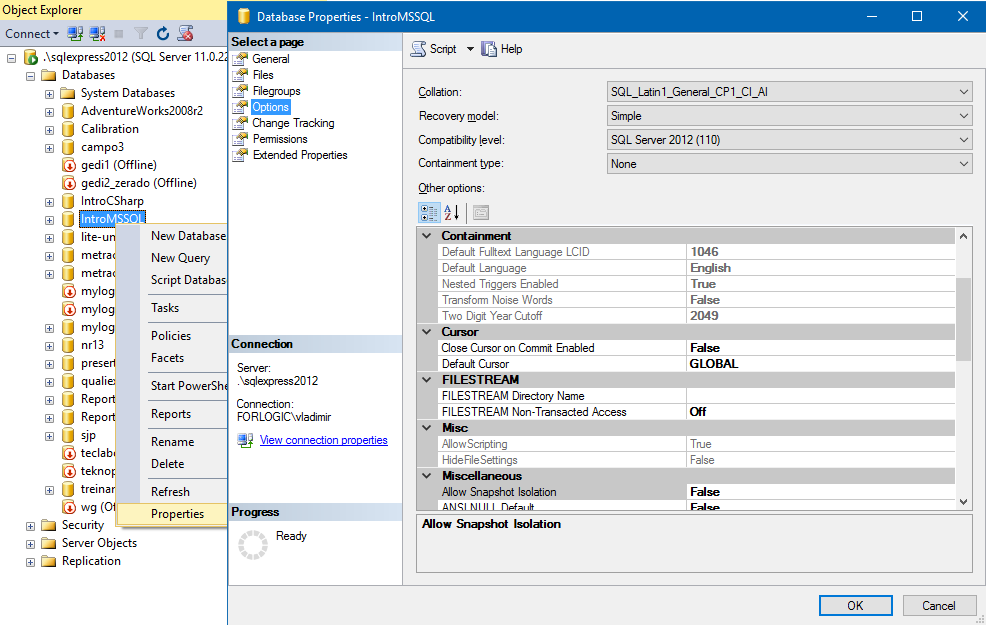 Object Explorer
Connect
.\sqlexpress2012 (SQL Server 11.0.22
Databases
System Databases
AdventureWorks2008r2
Calibration
campo3
gedi1 (Offline)
gedi2_zerado (Offline)
IntroCSharp
IntroMSSQL
lite-un
metrac
metrac
mylog
mylog
mylog
nr13
preser
qualie
Report
Report
sjp
teclab
teknop
treinar
wg (Of
Security
Server Objects
Replication
New Database
New Query
Script Databas
Tasks
Policies
Facets
Start PowerShe
Reports
Rename
Delete
Refresh
Properties
Database Properties - IntroMSSQL
Select a page
General
Files
Filegroups
Options
Change Tracking
Permissions
Extended Properties
Connection
Server:
.\sqlexpress2012
Connection:
FORLOGIC\vladimir
View connection properties
Progress
Ready
Script Help
Collation: SQL_Latin1_General_CP1_CI_AI
Recovery model: Simple
Compatibility level: SQL Server 2012 (110)
Containment type: None
Other options:
Containment
Default Fulltext Language LCID 1046
Default Language English
Nested Triggers Enabled True
Transform Noise Words False
Two Digit Year Cutoff 2049
Cursor
Close Cursor on Commit Enabled False
Default Cursor GLOBAL
FILESTREAM
FILESTREAM Directory Name
FILESTREAM Non-Transacted Access Off
Misc
AllowScripting True
HideFileSettings False
Miscellaneous
Allow Snapshot Isolation False
ANSI NULL Default False
Allow Snapshot Isolation
OK Cancel